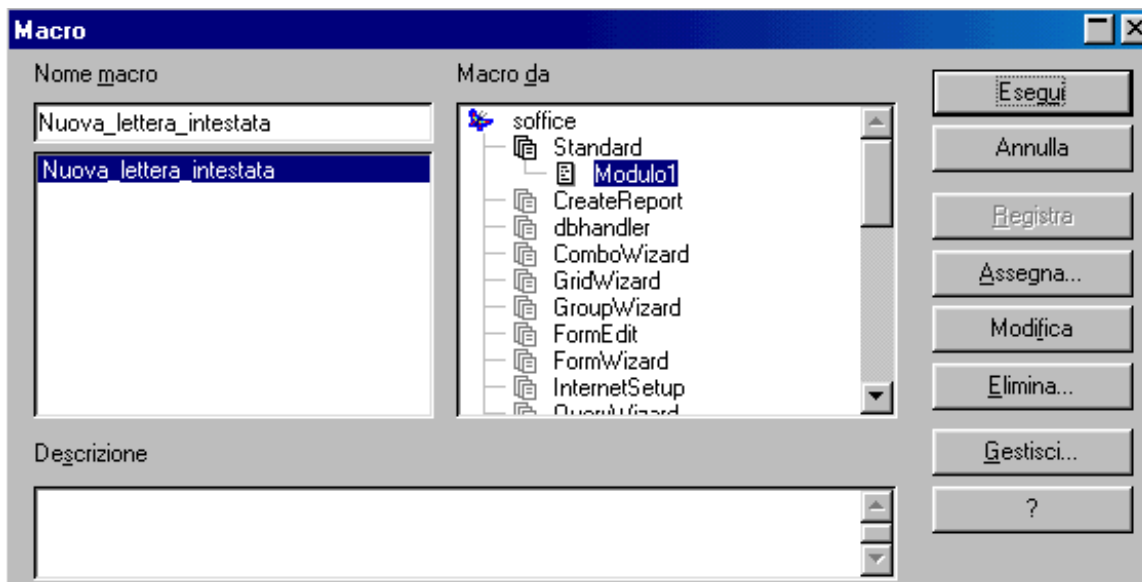 Macro
Nome macro
Nuova_lettera_intestata
Nuova_lettera_intestata
Macro da
soffice
Standard
Modulo1
CreateReport
dbhandler
ComboWizard
GridWizard
GroupWizard
FormEdit
FormWizard
InternetSetup
QueryWizard
Esegui
Annulla
Registra
Assegna...
Modifica
Elimina...
Gestisci...
?
Descrizione